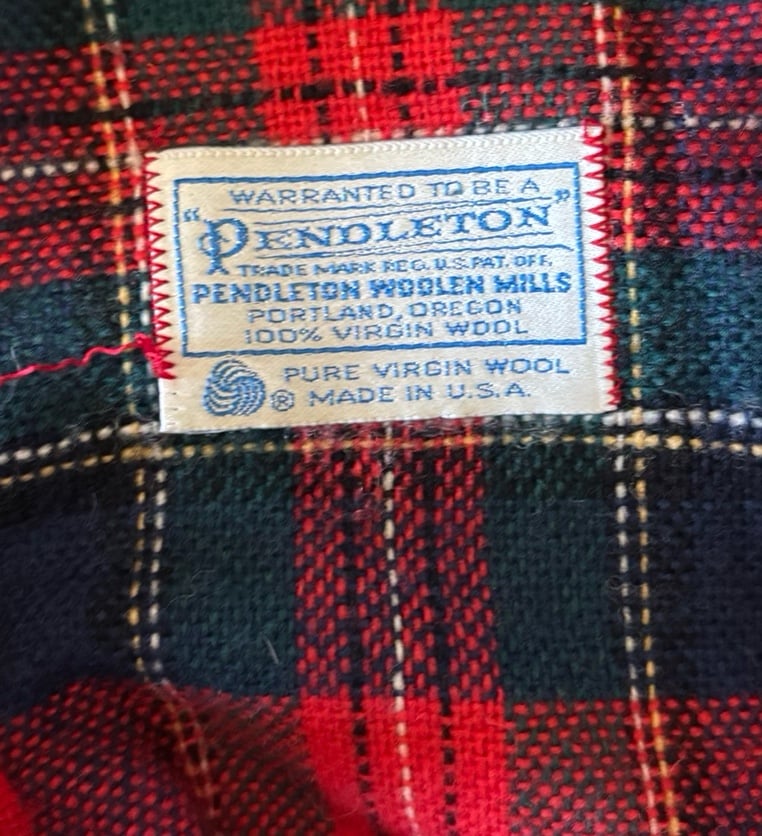 WARRANTED TO BE A
"PENDLETON"
TRADE MARK REG. U.S. PAT. OFF.
PENDLETON WOOLEN MILLS
PORTLAND, OREGON
100% VIRGIN WOOL
PURE VIRGIN WOOL
® MADE IN U.S.A.